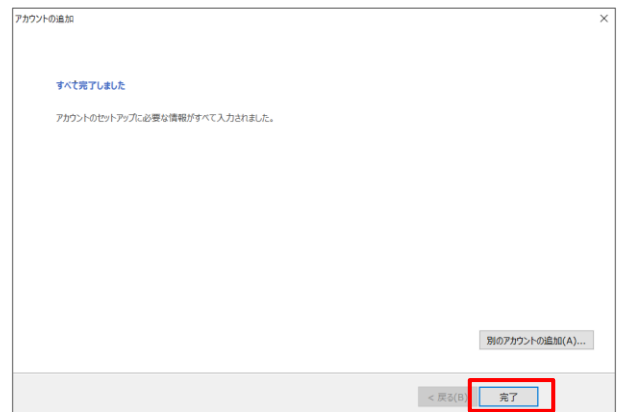 アカウントの追加
すべて完了しました
アカウントのセットアップに必要な情報がすべて入力されました。
別のアカウントの追加(A)...
< 戻る(B)
完了